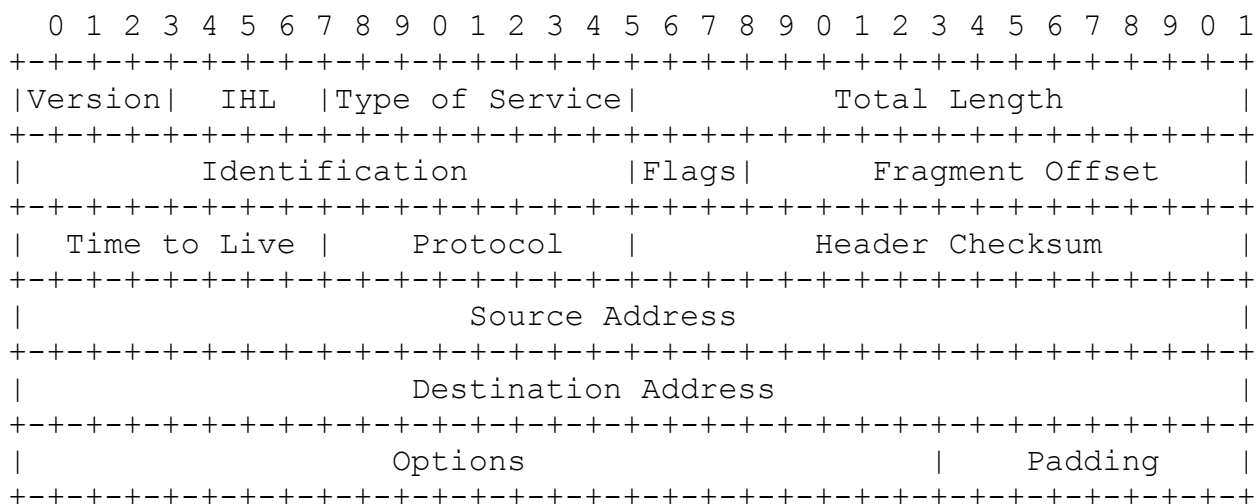 0 1 2 3 4 5 6 7 8 9 0 1 2 3 4 5 6 7 8 9 0 1 2 3 4 5 6 7 8 9 0 1
+-+-+-+-+-+-+-+-+-+-+-+-+-+-+-+-+-+-+-+-+-+-+-+-+-+-+-+-+-+-+-+-+
|Version|  IHL  |Type of Service|          Total Length         |
+-+-+-+-+-+-+-+-+-+-+-+-+-+-+-+-+-+-+-+-+-+-+-+-+-+-+-+-+-+-+-+-+
|         Identification        |Flags|      Fragment Offset    |
+-+-+-+-+-+-+-+-+-+-+-+-+-+-+-+-+-+-+-+-+-+-+-+-+-+-+-+-+-+-+-+-+
|  Time to Live |    Protocol   |         Header Checksum       |
+-+-+-+-+-+-+-+-+-+-+-+-+-+-+-+-+-+-+-+-+-+-+-+-+-+-+-+-+-+-+-+-+
|                       Source Address                          |
+-+-+-+-+-+-+-+-+-+-+-+-+-+-+-+-+-+-+-+-+-+-+-+-+-+-+-+-+-+-+-+-+
|                    Destination Address                        |
+-+-+-+-+-+-+-+-+-+-+-+-+-+-+-+-+-+-+-+-+-+-+-+-+-+-+-+-+-+-+-+-+
|                    Options                    |    Padding    |
+-+-+-+-+-+-+-+-+-+-+-+-+-+-+-+-+-+-+-+-+-+-+-+-+-+-+-+-+-+-+-+-+